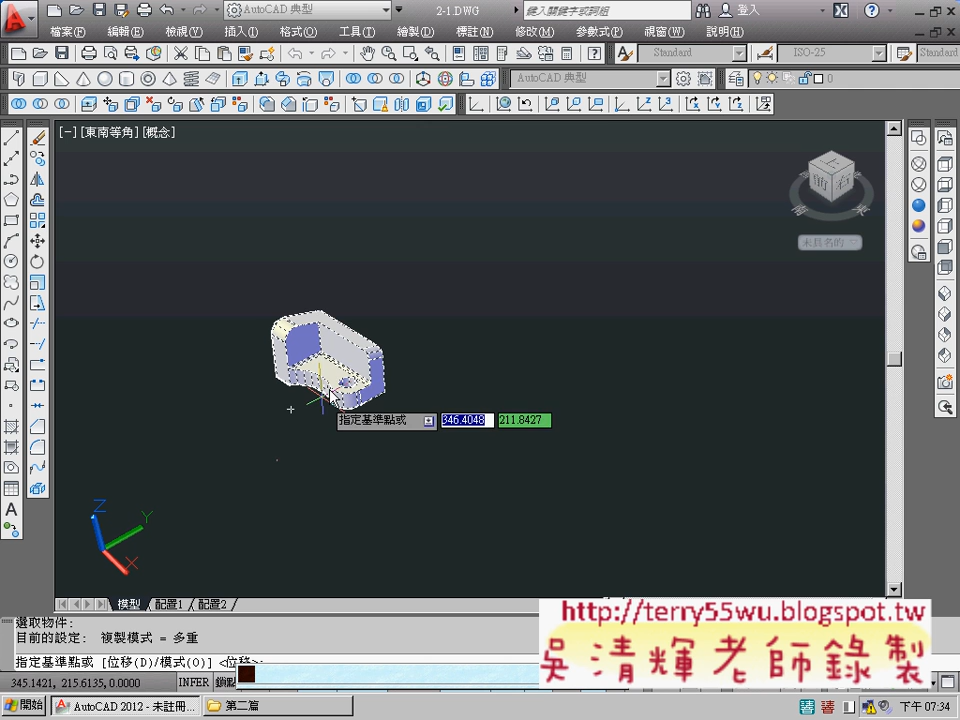 AutoCAD 典型
2-1.DWG
鍵入關鍵字或詞組
登入
檔案(F) 編輯(E) 檢視(V) 插入(I) 格式(O) 工具(T) 繪製(D) 標註(N) 修改(M) 參數式(P) 視窗(W) 說明(H)
Standard
ISO-25
Standard
AutoCAD 典型
0
[−][東南等角][概念]
上
前
右
南
東
未具名的
指定基準點或
346.4048
211.8427
Z
Y
X
模型
配置1
配置2
選取物件:
目前的設定: 複製模式 = 多重
指定基準點或 [位移(D)/模式(O)] <位移>:
345.1421, 215.6135, 0.0000
INFER
http://terry55wu.blogspot.tw
吳清輝老師錄製
開始
AutoCAD 2012 - 未註冊...
第二篇
下午 07:34